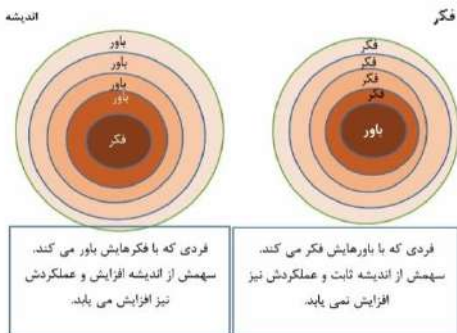 فکر
فکر
فکر
فکر
فکر
باور
فردی که با باورهایش فکر می کند.
سهمش از اندیشه ثابت و عملکردش نیز
افزایش نمی یابد.
اندیشه
باور
باور
باور
باور
فکر
فردی که با فکرهایش باور می کند.
سهمش از اندیشه افزایش و عملکردش
نیز افزایش می یابد.